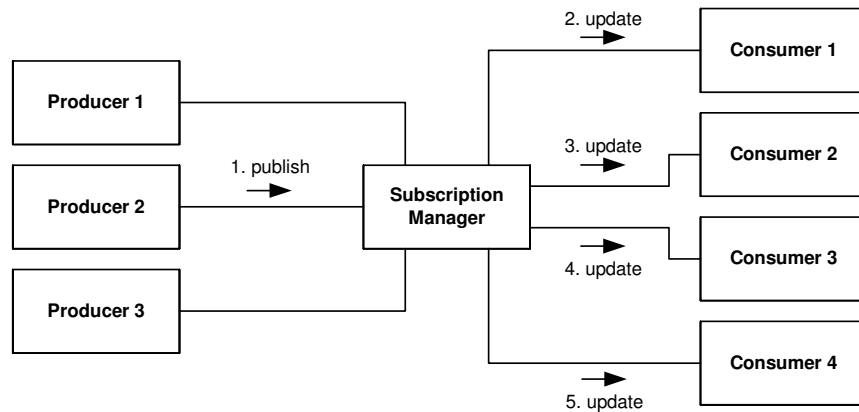 2. update
Consumer 1
Producer 1
1. publish
3. update
Consumer 2
Producer 2
Subscription
Manager
4. update
Consumer 3
Producer 3
Consumer 4
5. update